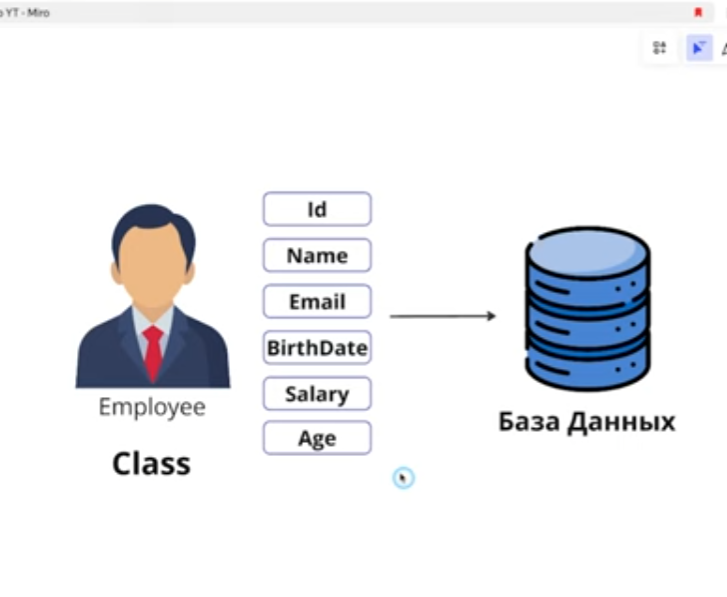 YT - Miro
Id
Name
Email
BirthDate
Salary
Age
Employee
Class
База Данных